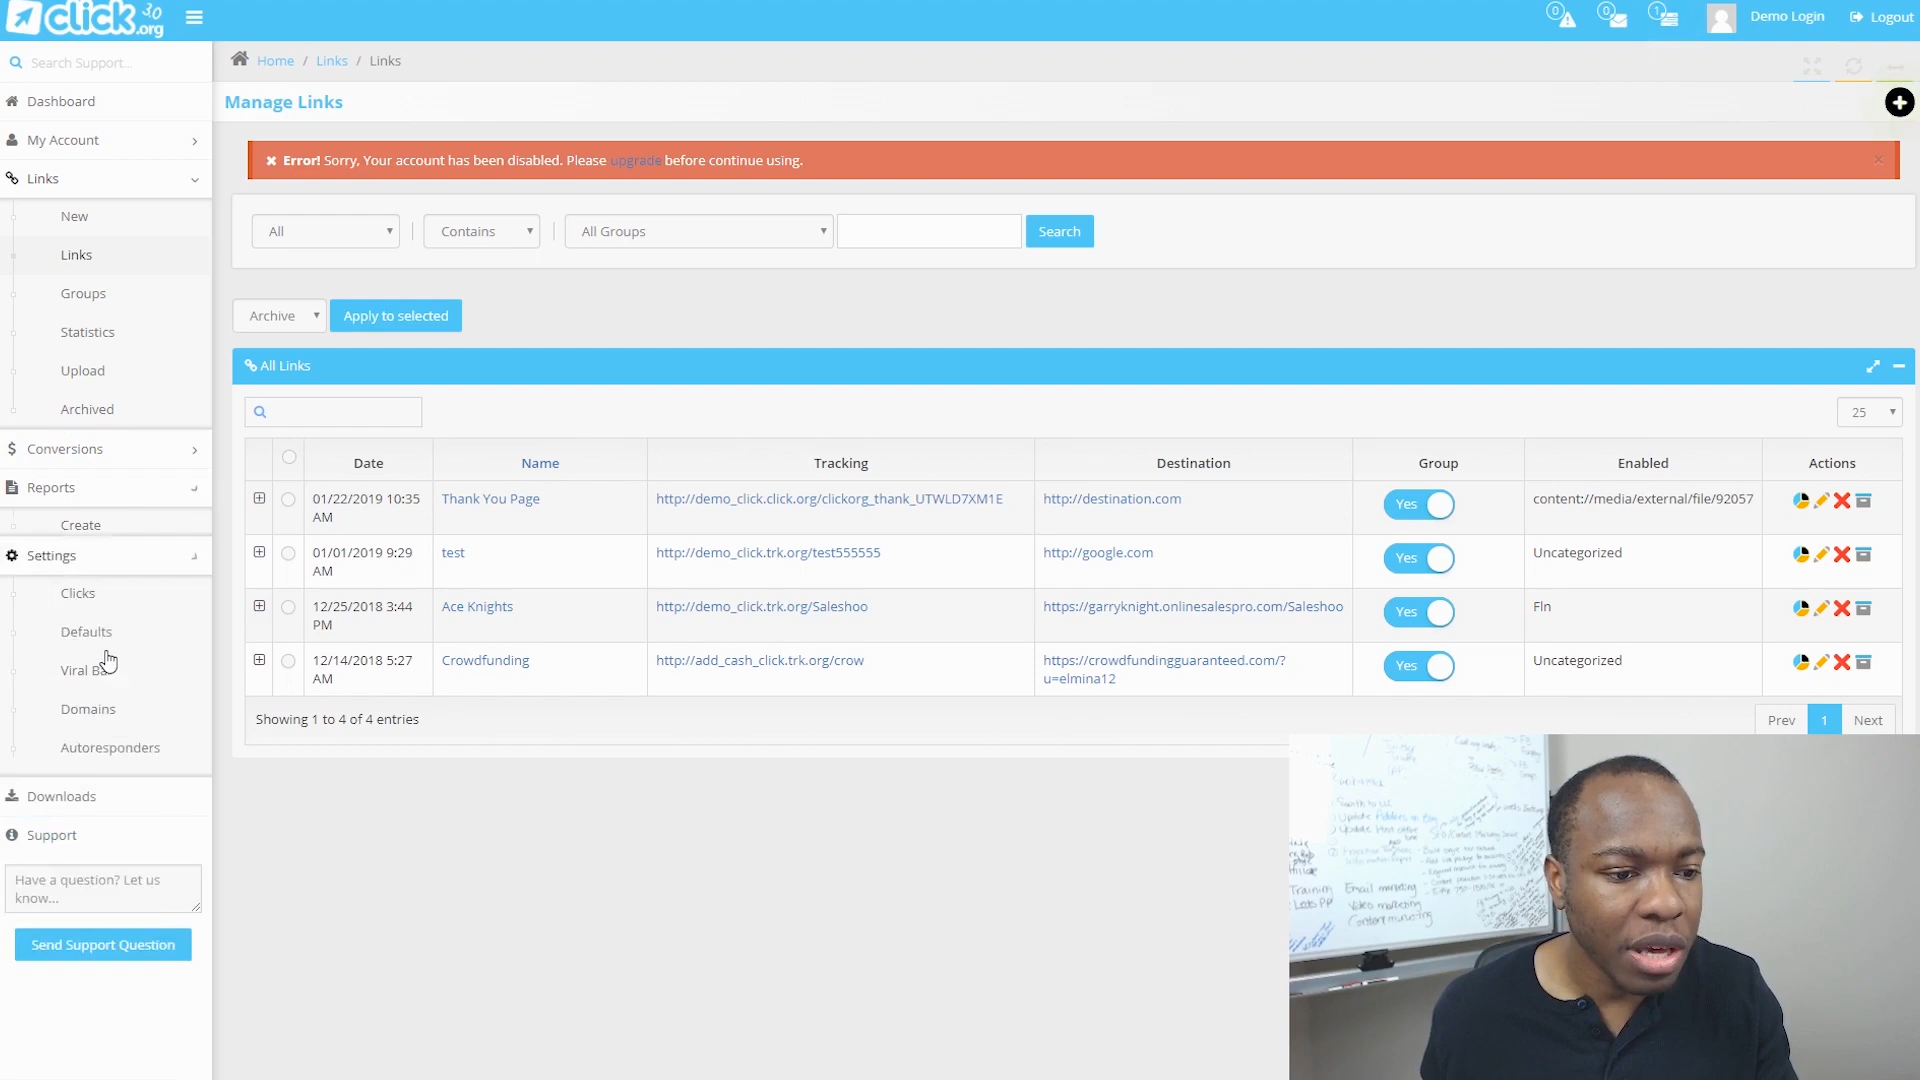 click 3.0
.org
0
0
1
Demo Login
Logout
Search Support...
Dashboard
My Account
Links
New
Links
Groups
Statistics
Upload
Archived
Conversions
Reports
Create
Settings
Clicks
Defaults
Viral Ba
Domains
Autoresponders
Downloads
Support
Have a question? Let us
know...
Send Support Question
Home / Links / Links
Manage Links
Error! Sorry, Your account has been disabled. Please upgrade before continue using.
All
Contains
All Groups
Search
Archive
Apply to selected
All Links
25
Date Name Tracking Destination Group Enabled Actions
01/22/2019 10:35 Thank You Page http://demo_click.click.org/clickorg_thank_UTWLD7XM1E http://destination.com Yes content://media/external/file/92057
AM
01/01/2019 9:29 test http://demo_click.trk.org/test555555 http://google.com Yes Uncategorized
AM
12/25/2018 3:44 Ace Knights http://demo_click.trk.org/Saleshoo https://garryknight.onlinesalespro.com/Saleshoo Yes Fln
PM
12/14/2018 5:27 Crowdfunding http://add_cash_click.trk.org/crow https://crowdfundingguaranteed.com/? Yes Uncategorized
AM u=elmina12
Showing 1 to 4 of 4 entries
Prev 1 Next
Training
Email marketing
Video marketing
Content marketing